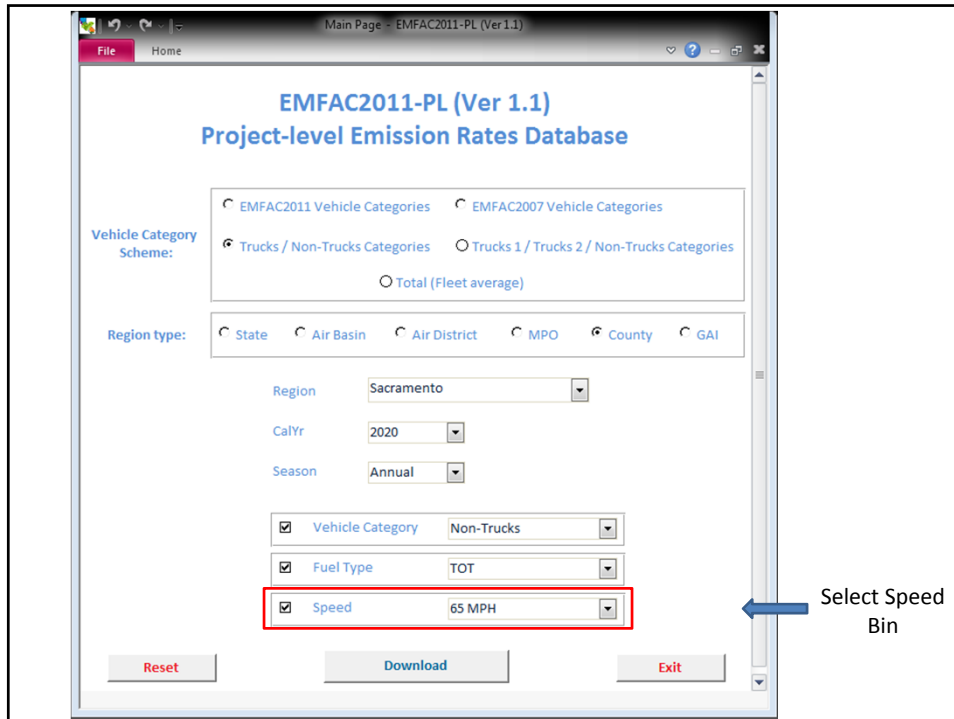 Main Page - EMFAC2011-PL (Ver 1.1)
File Home
EMFAC2011-PL (Ver 1.1)
Project-level Emission Rates Database
Vehicle Category
Scheme:
EMFAC2011 Vehicle Categories EMFAC2007 Vehicle Categories
Trucks / Non-Trucks Categories Trucks 1 / Trucks 2 / Non-Trucks Categories
Total (Fleet average)
Region type: State Air Basin Air District MPO County GAI
Region Sacramento
CalYr 2020
Season Annual
Vehicle Category Non-Trucks
Fuel Type TOT
Speed 65 MPH
Select Speed
Bin
Reset Download Exit